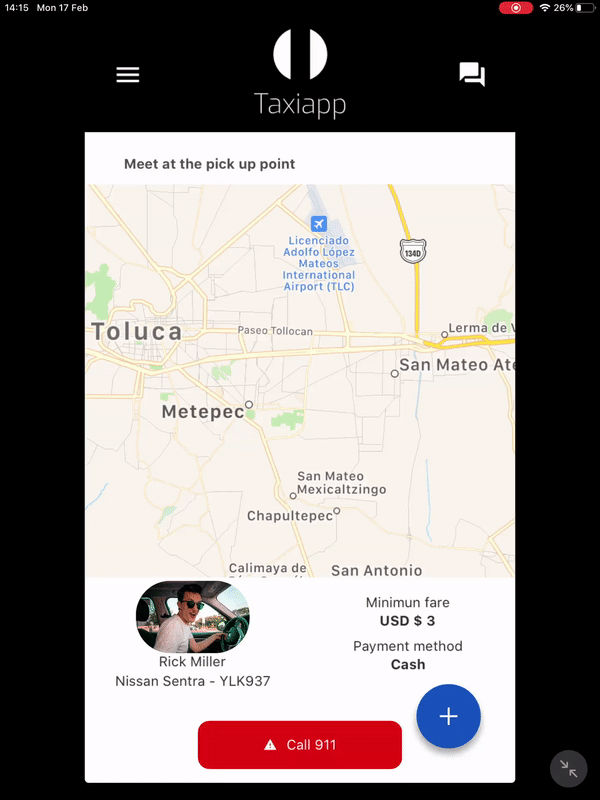 14:15 Mon 17 Feb
26%
Taxiapp
Meet at the pick up point
Licenciado
Adolfo López
Mateos
International
Airport (TLC)
134D
Toluca
Paseo Tollocan
Lerma de V
San Mateo Ate
Metepec
San Mateo
Mexicaltzingo
Chapultepec
Calimaya de
San Antonio
Rick Miller
Nissan Sentra - YLK937
Minimun fare
USD $ 3
Payment method
Cash
Call 911